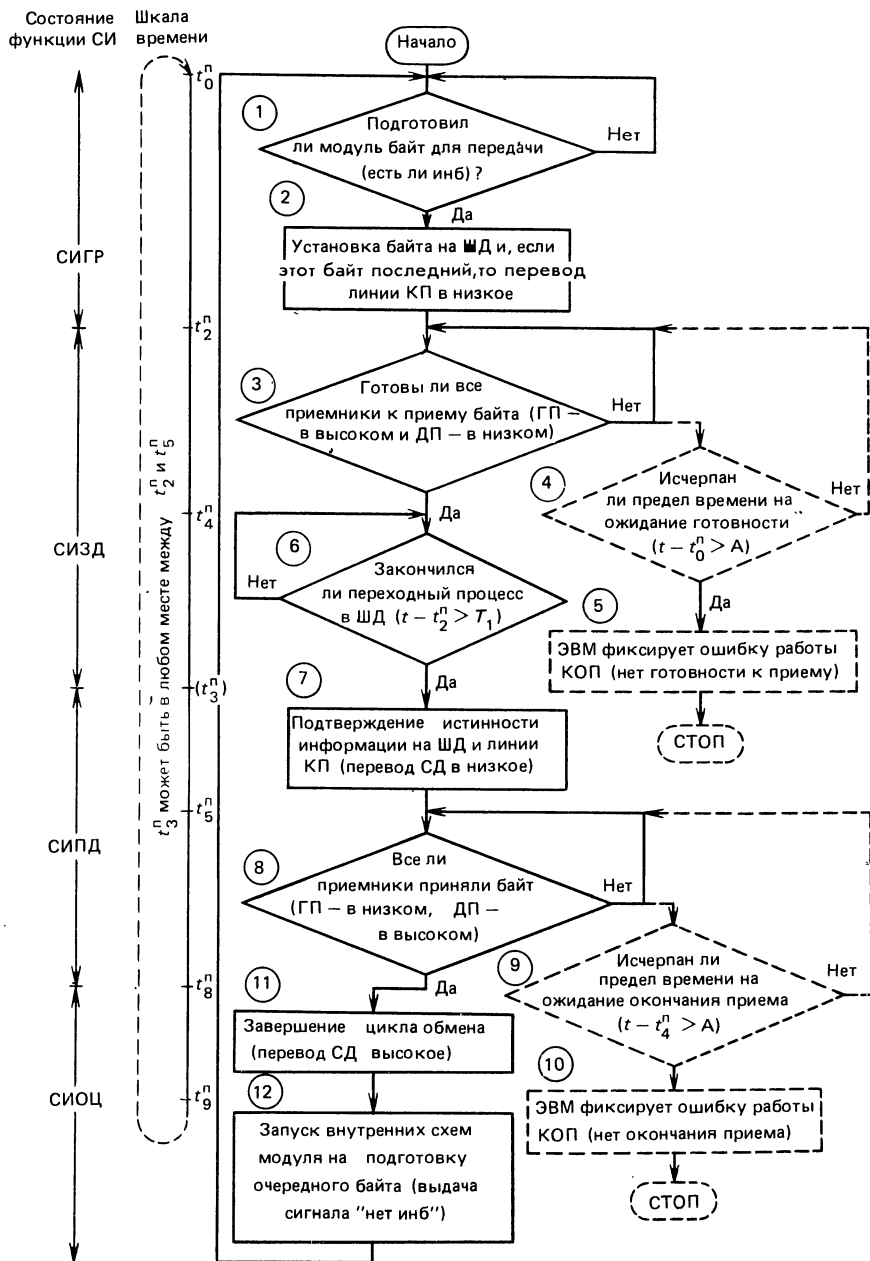 Состояние
функции СИ
Шкала
времени
Начало
t₀ⁿ
1
Подготовил
ли модуль байт для передачи
(есть ли инб) ?
Нет
Да
2
Установка байта на ШД и, если
этот байт последний, то перевод
линии КП в низкое
СИГР
t₂ⁿ
3
Готовы ли все
приемники к приему байта (ГП —
в высоком и ДП — в низком)
Нет
Да
4
Исчерпан
ли предел времени на
ожидание готовности
(t − t₀ⁿ > А)
Нет
Да
t₃ⁿ может быть в любом месте между t₂ⁿ и t₅ⁿ
t₄ⁿ
СИЗД
6
Закончился
ли переходный процесс
в ШД (t − t₂ⁿ > T₁)
Нет
Да
5
ЭВМ фиксирует ошибку работы
КОП (нет готовности к приему)
СТОП
(t₃ⁿ)
7
Подтверждение истинности
информации на ШД и линии
КП (перевод СД в низкое)
t₅ⁿ
СИПД
8
Все ли
приемники приняли байт
(ГП — в низком, ДП —
в высоком)
Нет
Да
9
Исчерпан ли
предел времени на
ожидание окончания приема
(t − t₄ⁿ > А)
Нет
t₈ⁿ
11
Завершение цикла обмена
(перевод СД высокое)
10
ЭВМ фиксирует ошибку работы
КОП (нет окончания приема)
СТОП
СИОЦ
t₉ⁿ
12
Запуск внутренних схем
модуля на подготовку
очередного байта (выдача
сигнала "нет инб")